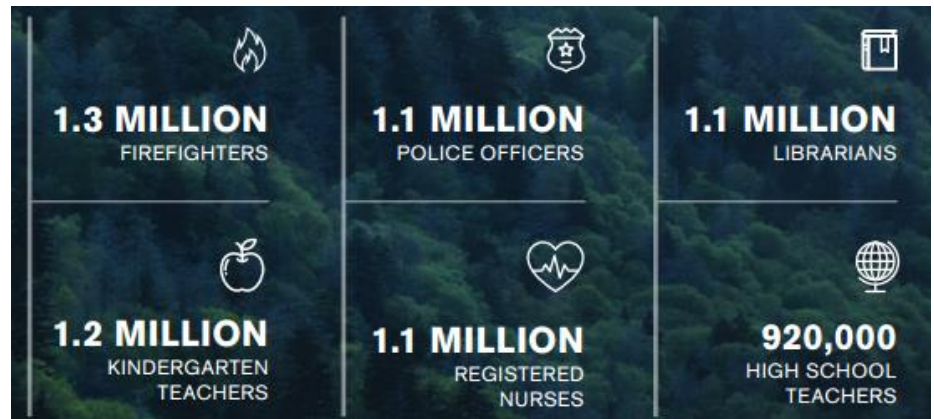 1.3 MILLION
FIREFIGHTERS
1.1 MILLION
POLICE OFFICERS
1.1 MILLION
LIBRARIANS
1.2 MILLION
KINDERGARTEN
TEACHERS
1.1 MILLION
REGISTERED
NURSES
920,000
HIGH SCHOOL
TEACHERS